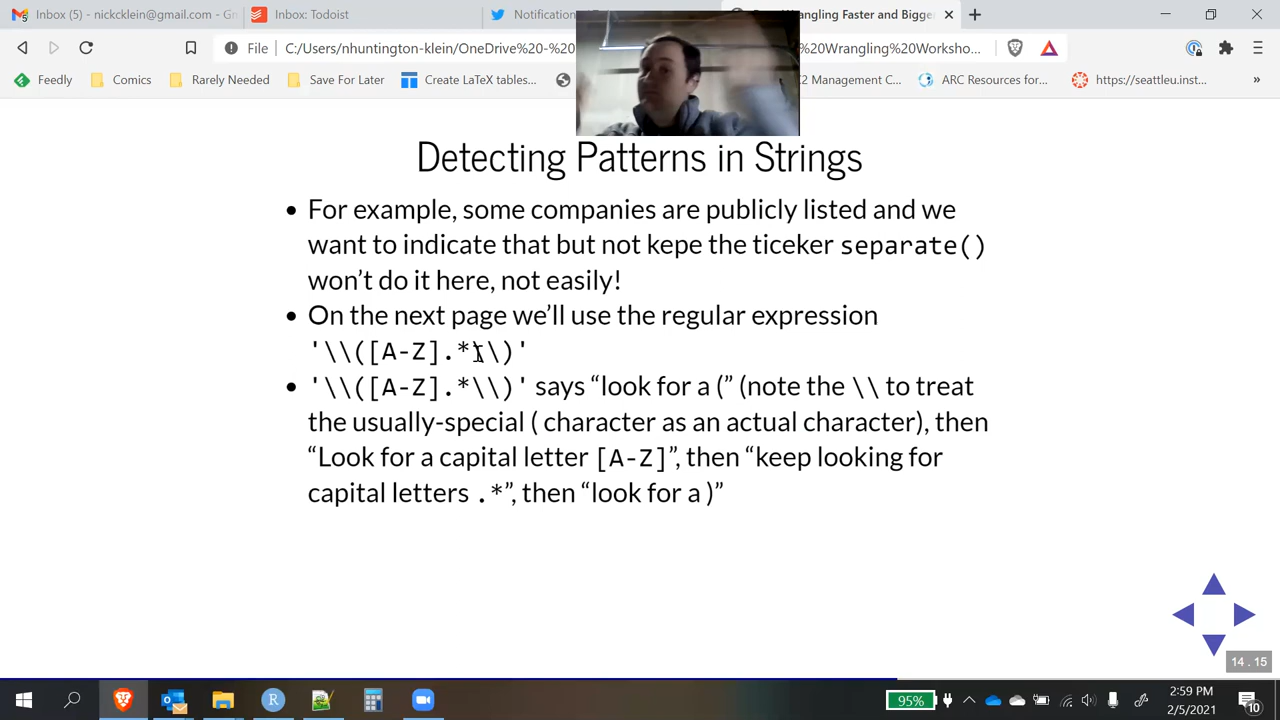 Inbox (5) - nickcklein@gmail.com - G
Inbox: Todoist
Notification
Wrangling Faster and Bigge
File
C:/Users/nhuntington-klein/OneDrive%20-%20
%20Wrangling%20Worksho...
Feedly
Comics
Rarely Needed
Save For Later
Create LaTeX tables...
2 Management C...
ARC Resources for...
https://seattleu.inst...
»
Detecting Patterns in Strings
For example, some companies are publicly listed and we
want to indicate that but not kepe the ticeker separate()
won't do it here, not easily!
On the next page we'll use the regular expression
'\\([A-Z].*\\)'
'\\([A-Z].*\\)' says “look for a (” (note the \\ to treat
the usually-special ( character as an actual character), then
“Look for a capital letter [A-Z]”, then “keep looking for
capital letters .*”, then “look for a )”
14.15
95%
2:59 PM
2/5/2021
10